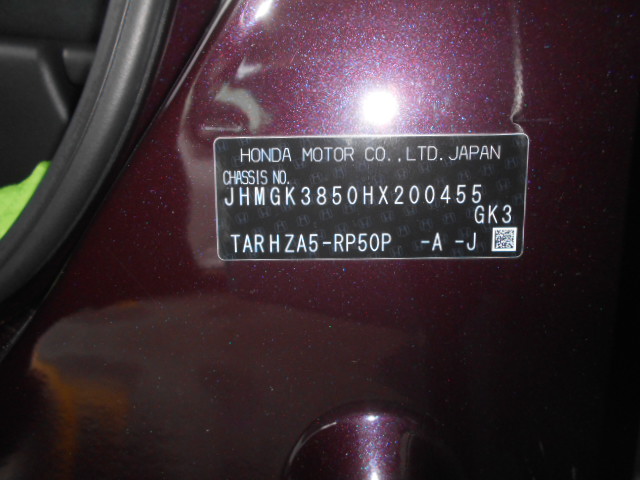 HONDA MOTOR CO.,LTD.JAPAN
CHASSIS NO.
JHMGK3850HX200455
GK3
TARHZA5-RP50P -A -J